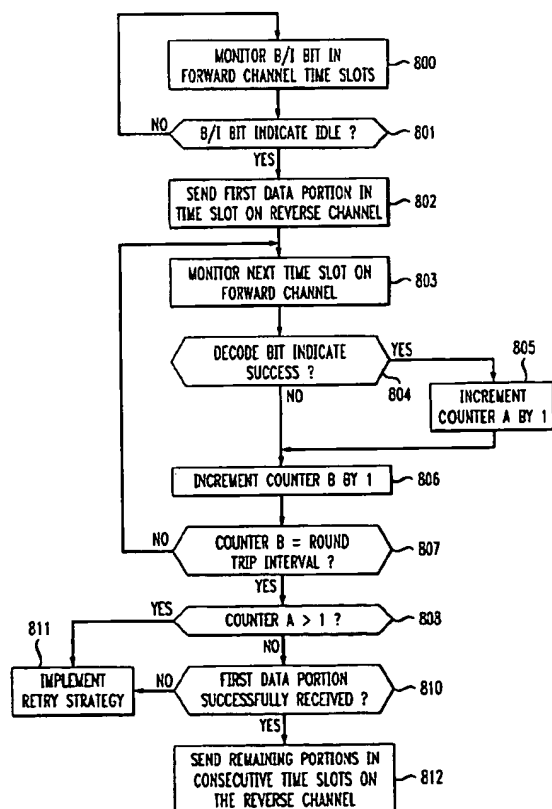 MONITOR B/I BIT IN
FORWARD CHANNEL TIME SLOTS
800
NO
B/I BIT INDICATE IDLE ?
801
YES
SEND FIRST DATA PORTION IN
TIME SLOT ON REVERSE CHANNEL
802
MONITOR NEXT TIME SLOT ON
FORWARD CHANNEL
803
DECODE BIT INDICATE
SUCCESS ?
804
YES
805
INCREMENT
COUNTER A BY 1
NO
INCREMENT COUNTER B BY 1
806
NO
COUNTER B = ROUND
TRIP INTERVAL ?
807
YES
YES
COUNTER A > 1 ?
808
811
NO
IMPLEMENT
RETRY STRATEGY
NO
FIRST DATA PORTION
SUCCESSFULLY RECEIVED ?
810
YES
SEND REMAINING PORTIONS IN
CONSECUTIVE TIME SLOTS ON
THE REVERSE CHANNEL
812